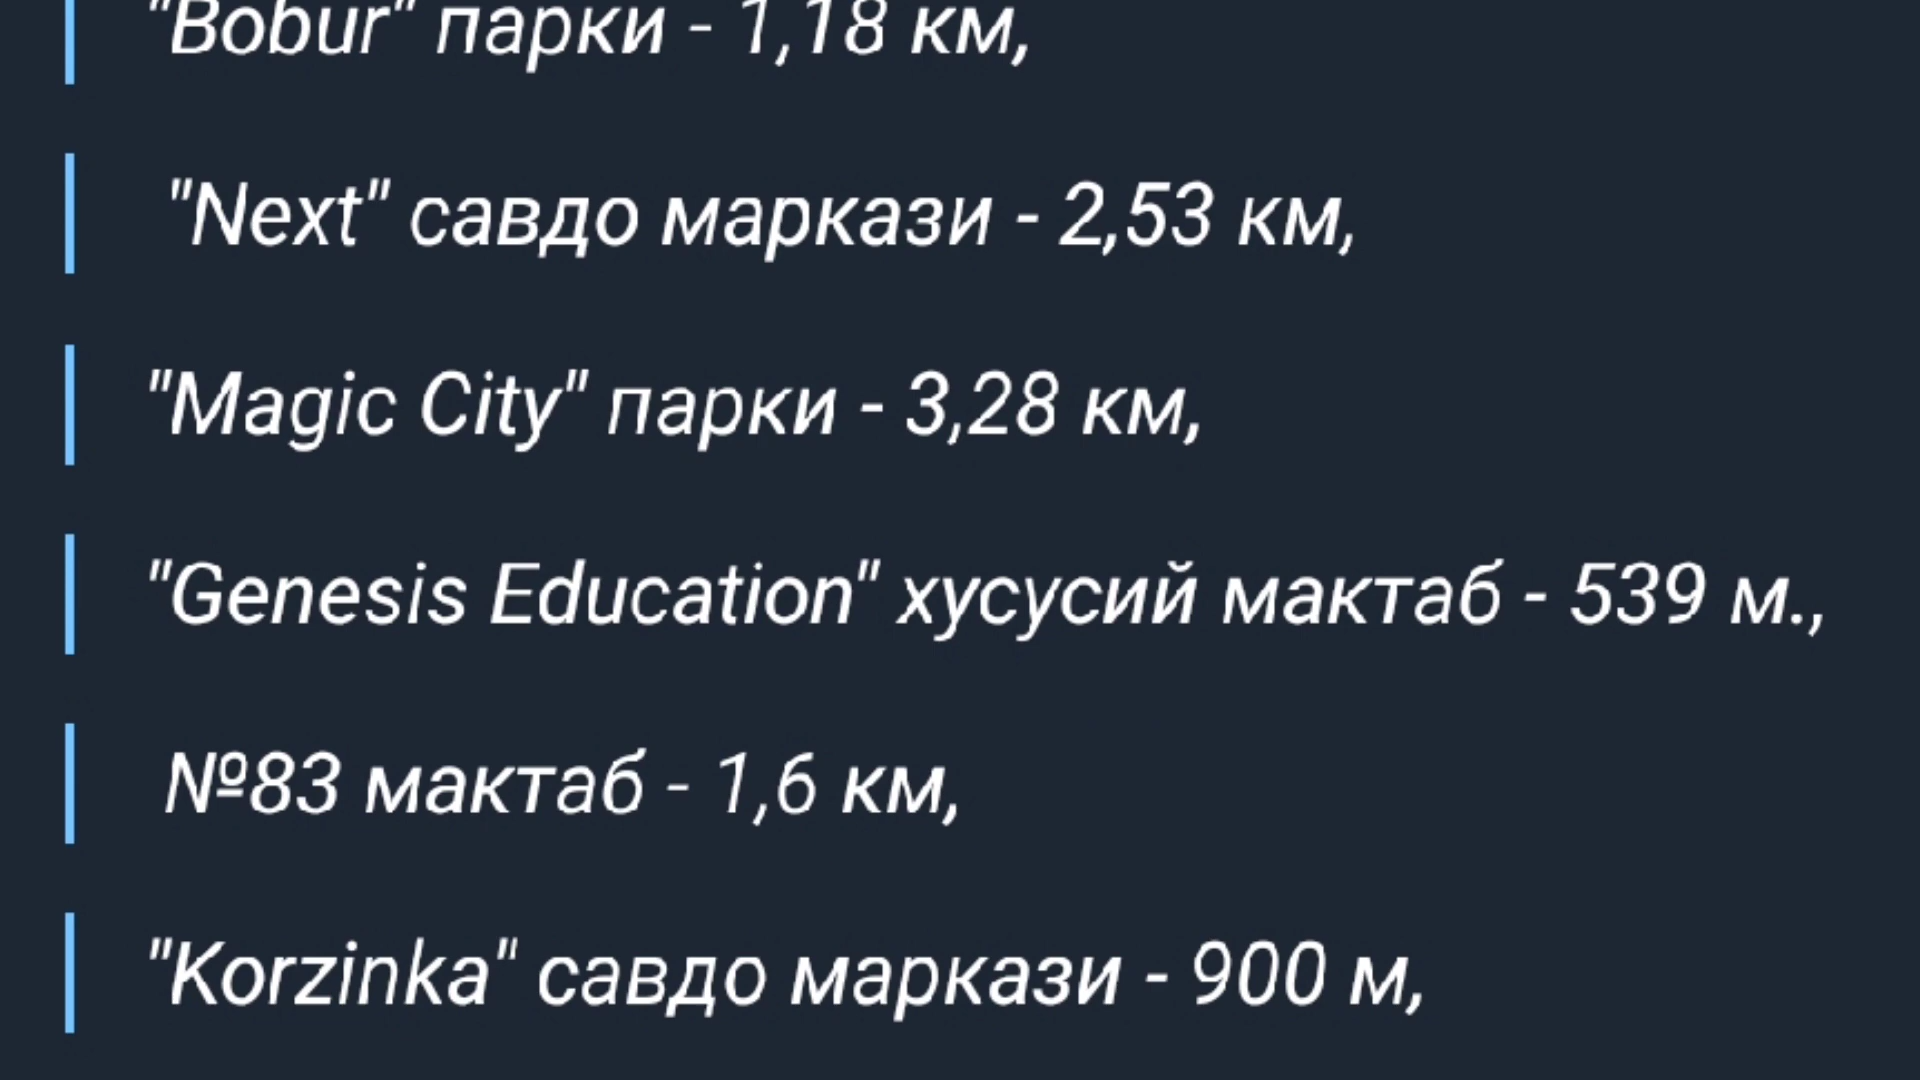 "Bobur" парки - 1,18 км,
"Next" савдо маркази - 2,53 км,
"Magic City" парки - 3,28 км,
"Genesis Education" хусусий мактаб - 539 м.,
№83 мактаб - 1,6 км,
"Korzinka" савдо маркази - 900 м,